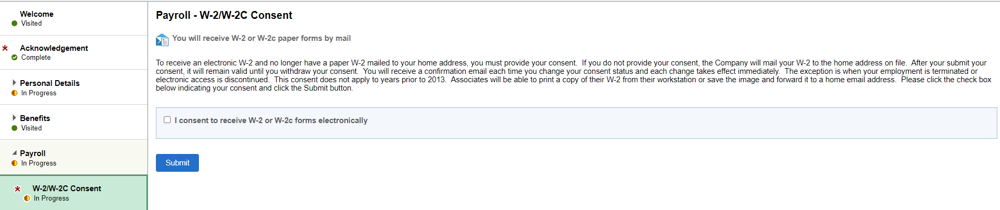 Welcome
Visited
* Acknowledgement
Complete
Personal Details
In Progress
Benefits
Visited
Payroll
In Progress
* W-2/W-2C Consent
In Progress
Payroll - W-2/W-2C Consent
You will receive W-2 or W-2c paper forms by mail
To receive an electronic W-2 and no longer have a paper W-2 mailed to your home address, you must provide your consent.  If you do not provide your consent, the Company will mail your W-2 to the home address on file.  After your submit your
consent, it will remain valid until you withdraw your consent.  You will receive a confirmation email each time you change your consent status and each change takes effect immediately.  The exception is when your employment is terminated or
electronic access is discontinued.  This consent does not apply to years prior to 2013.  Associates will be able to print a copy of their W-2 from their workstation or save the image and forward it to a home email address.  Please click the check box
below indicating your consent and click the Submit button.
I consent to receive W-2 or W-2c forms electronically
Submit